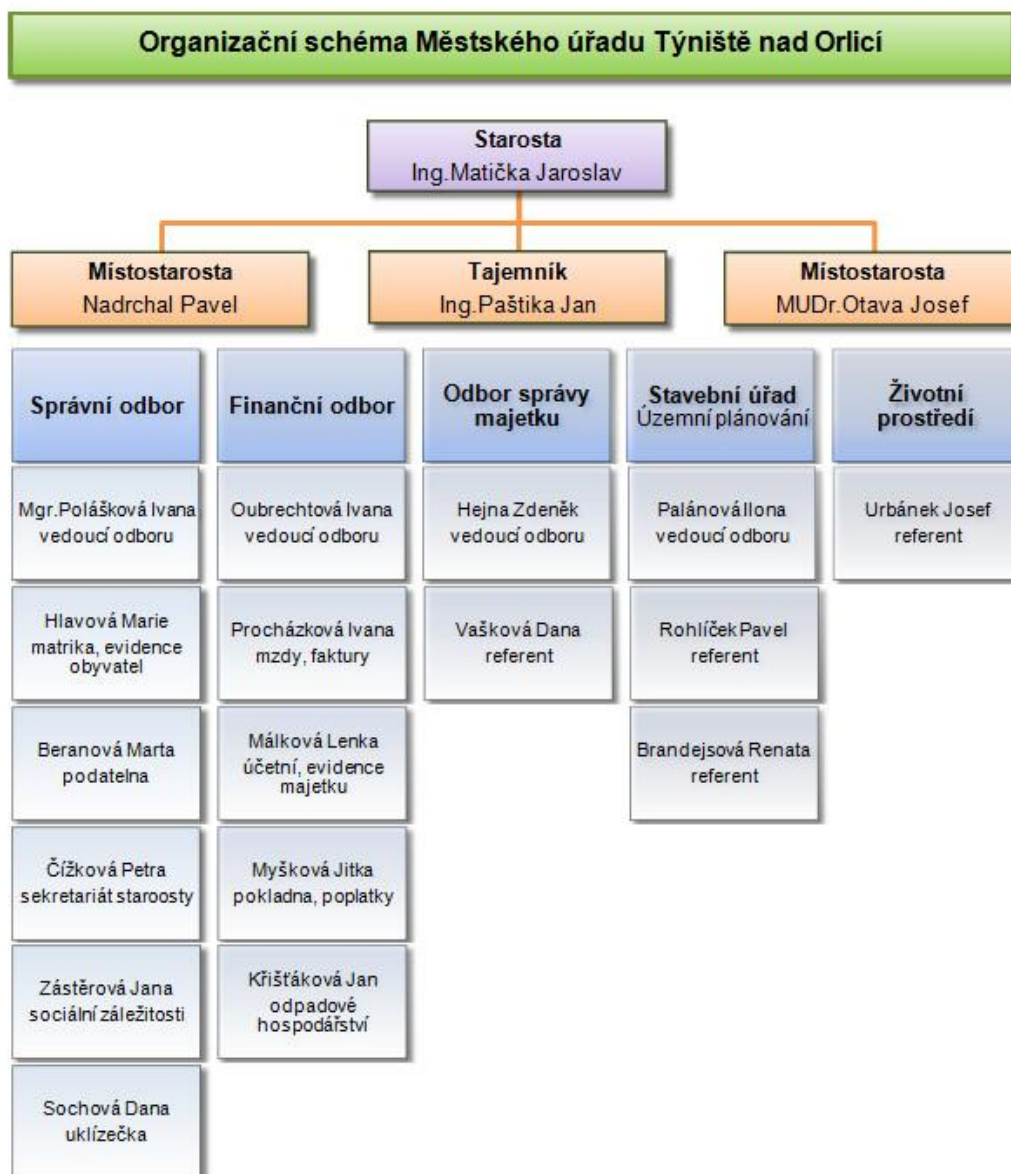 Organizační schéma Městského úřadu Týniště nad Orlicí
Starosta
Ing.Matička Jaroslav
Místostarosta
Nadrchal Pavel
Tajemník
Ing.Paštika Jan
Místostarosta
MUDr.Otava Josef
Správní odbor
Mgr.Polášková Ivana
vedoucí odboru
Hlavová Marie
matrika, evidence
obyvatel
Beranová Marta
podatelna
Čížková Petra
sekretariát staroosty
Zástěrová Jana
sociální záležitosti
Sochová Dana
uklízečka
Finanční odbor
Oubrechtová Ivana
vedoucí odboru
Procházková Ivana
mzdy, faktury
Málková Lenka
účetní, evidence
majetku
Myšková Jitka
pokladna, poplatky
Křišťáková Jan
odpadové
hospodářství
Odbor správy
majetku
Hejna Zdeněk
vedoucí odboru
Vašková Dana
referent
Stavební úřad
Územní plánování
Palánová Ilona
vedoucí odboru
Rohlíček Pavel
referent
Brandejsová Renata
referent
Životní
prostředí
Urbánek Josef
referent